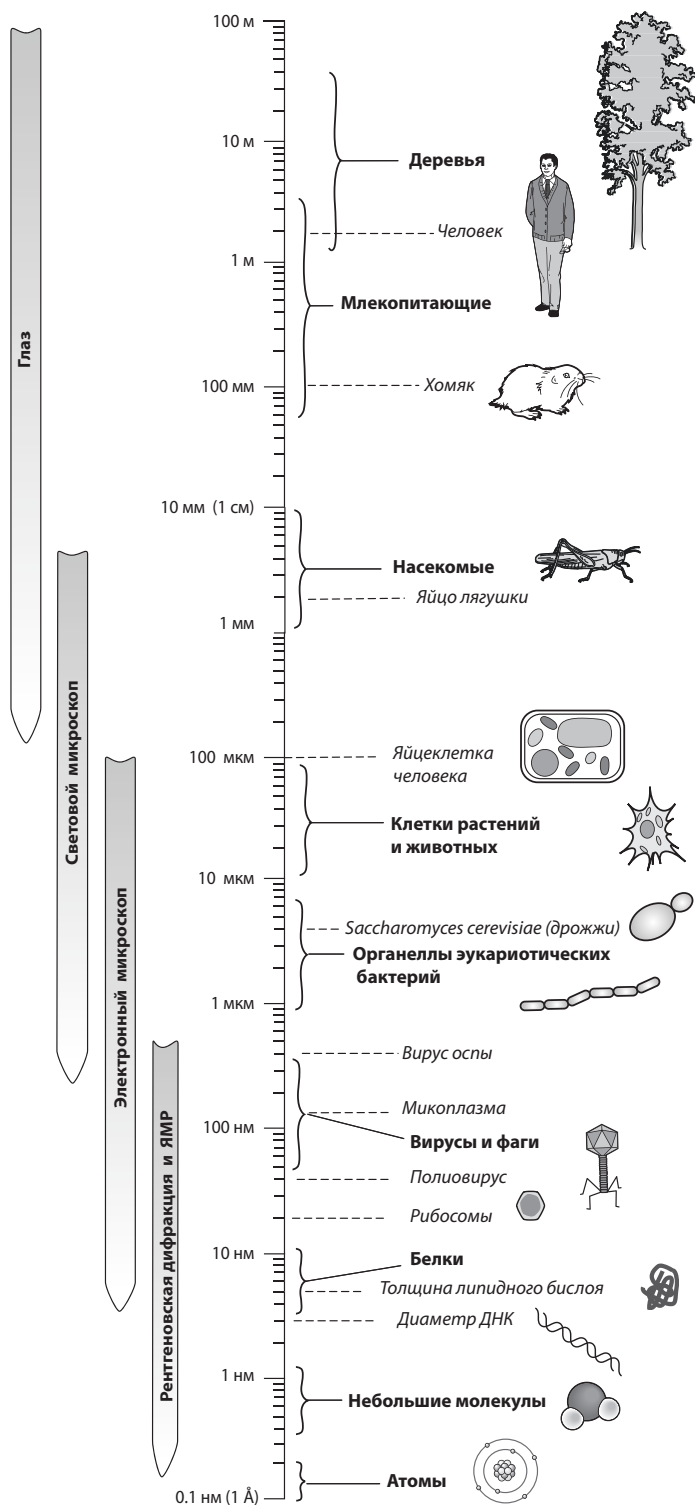 100 м
10 м
Деревья
Человек
1 м
Млекопитающие
Глаз
100 мм
Хомяк
10 мм (1 см)
Насекомые
Яйцо лягушки
1 мм
Световой микроскоп
100 мкм
Яйцеклетка
человека
Клетки растений
и животных
10 мкм
Электронный микроскоп
Saccharomyces cerevisiae (дрожжи)
Органеллы эукариотических
бактерий
1 мкм
Вирус оспы
Микоплазма
100 нм
Вирусы и фаги
Рентгеновская дифракция и ЯМР
Полиовирус
Рибосомы
10 нм
Белки
Толщина липидного бислоя
Диаметр ДНК
1 нм
Небольшие молекулы
Атомы
0.1 нм (1 Å)